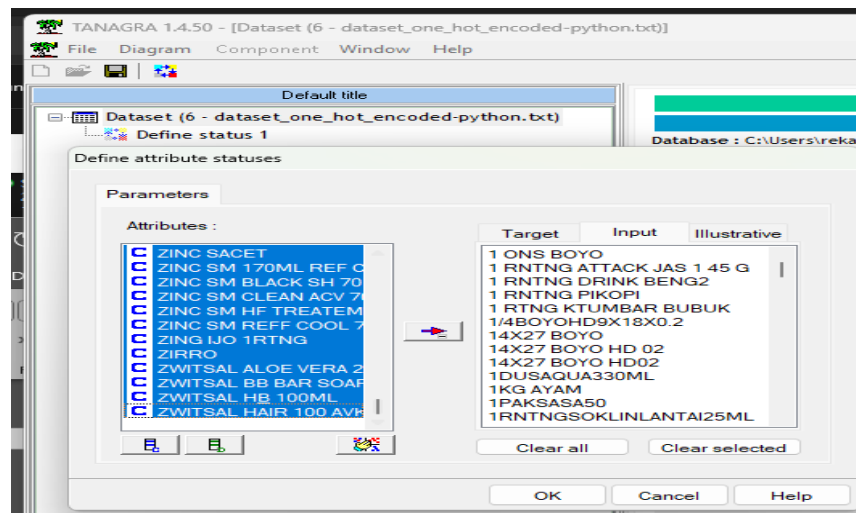 TANAGRA 1.4.50 - [Dataset (6 - dataset_one_hot_encoded-python.txt)]
File Diagram Component Window Help
Default title
Dataset (6 - dataset_one_hot_encoded-python.txt)
Define status 1
Database : C:\Users\reka
Define attribute statuses
Parameters
Attributes :
C ZINC SACET
C ZINC SM 170ML REF C
C ZINC SM BLACK SH 70
C ZINC SM CLEAN ACV 7
C ZINC SM HF TREATEM
C ZINC SM REFF COOL 7
C ZING IJO 1RTNG
C ZIRRO
C ZWITSAL ALOE VERA 2
C ZWITSAL BB BAR SOAP
C ZWITSAL HB 100ML
C ZWITSAL HAIR 100 AVK
Target Input Illustrative
1 ONS BOYO
1 RNTNG ATTACK JAS 1 45 G
1 RNTNG DRINK BENG2
1 RNTNG PIKOPI
1 RTNG KTUMBAR BUBUK
1/4BOYOHD9X18X0.2
14X27 BOYO
14X27 BOYO HD 02
14X27 BOYO HD02
1DUSAQUA330ML
1KG AYAM
1PAKSASA50
1RNTNGSOKLINLANTAI25ML
Clear all Clear selected
OK Cancel Help